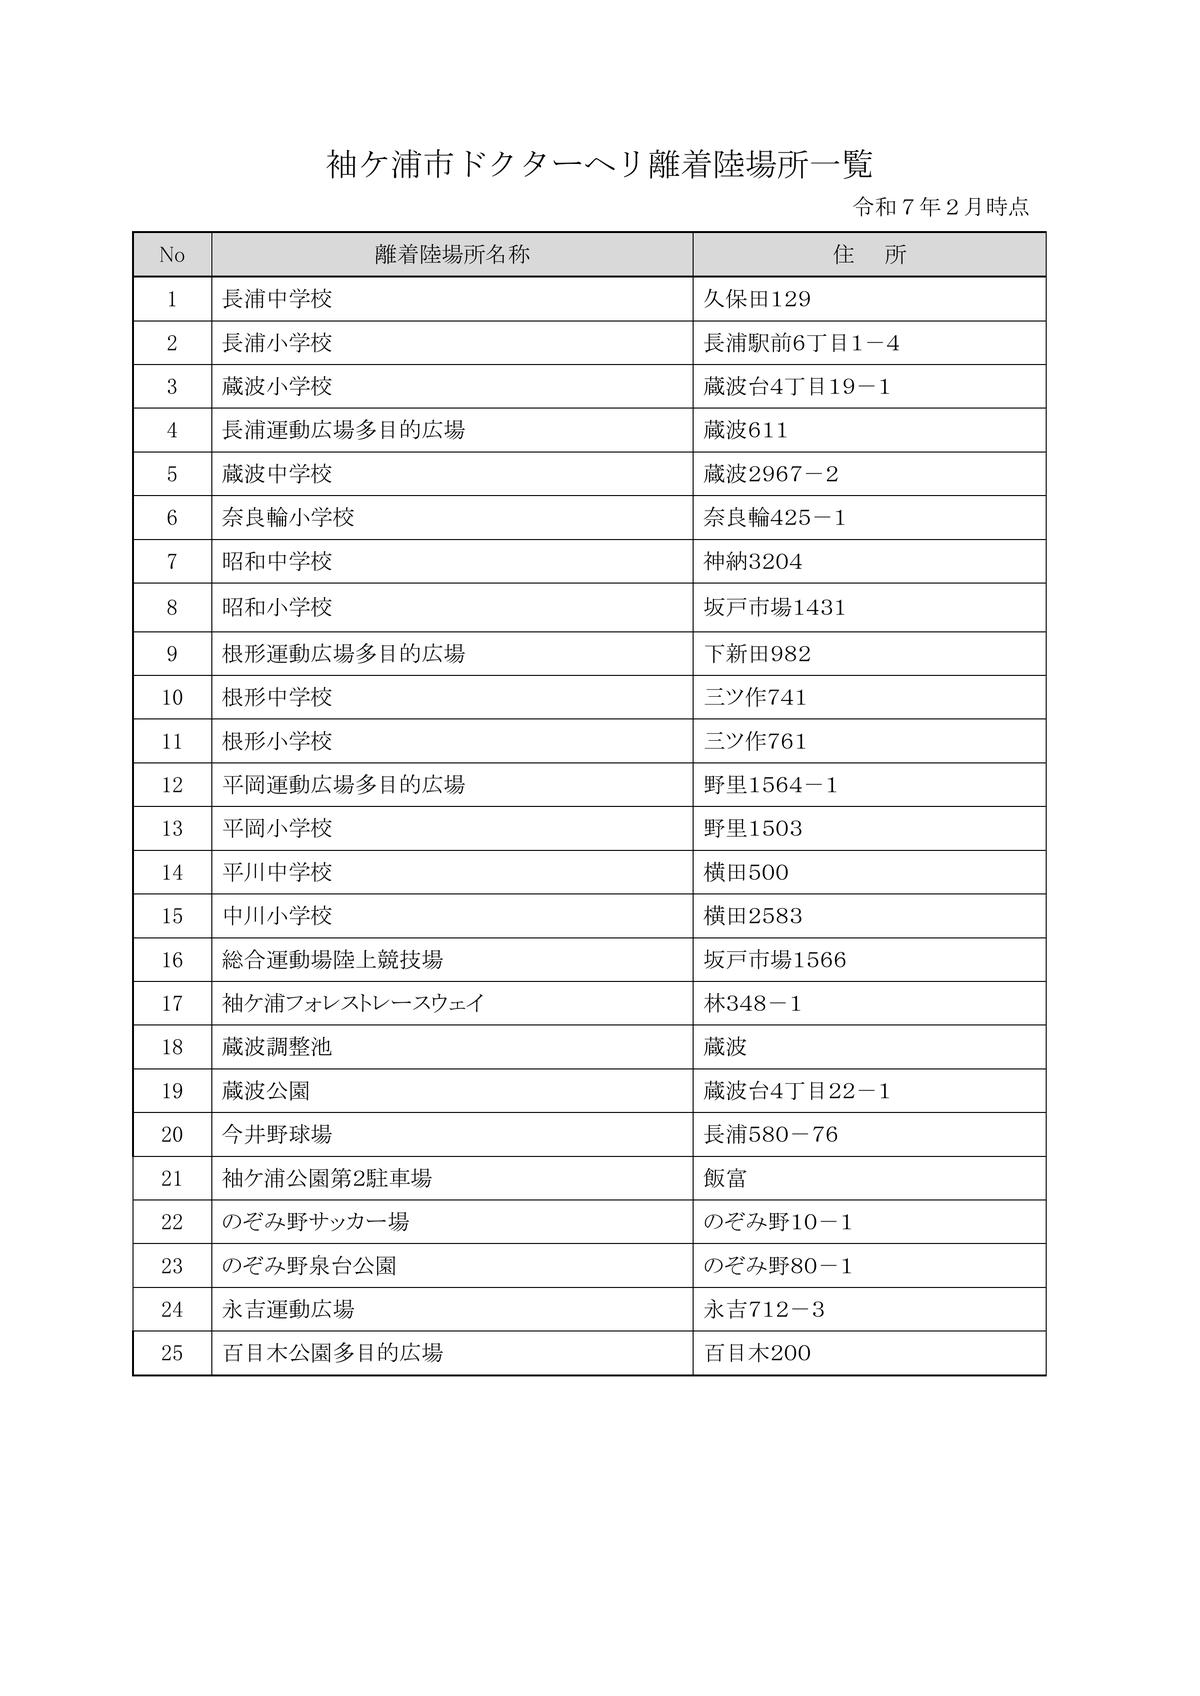 袖ケ浦市ドクターヘリ離着陸場所一覧
令和７年２月時点
No 離着陸場所名称 住　所
1 長浦中学校 久保田129
2 長浦小学校 長浦駅前6丁目1－4
3 蔵波小学校 蔵波台4丁目19－1
4 長浦運動広場多目的広場 蔵波611
5 蔵波中学校 蔵波2967－2
6 奈良輪小学校 奈良輪425－1
7 昭和中学校 神納3204
8 昭和小学校 坂戸市場1431
9 根形運動広場多目的広場 下新田982
10 根形中学校 三ツ作741
11 根形小学校 三ツ作761
12 平岡運動広場多目的広場 野里1564－1
13 平岡小学校 野里1503
14 平川中学校 横田500
15 中川小学校 横田2583
16 総合運動場陸上競技場 坂戸市場1566
17 袖ケ浦フォレストレースウェイ 林348－1
18 蔵波調整池 蔵波
19 蔵波公園 蔵波台4丁目22－1
20 今井野球場 長浦580－76
21 袖ケ浦公園第2駐車場 飯富
22 のぞみ野サッカー場 のぞみ野10－1
23 のぞみ野泉台公園 のぞみ野80－1
24 永吉運動広場 永吉712－3
25 百目木公園多目的広場 百目木200